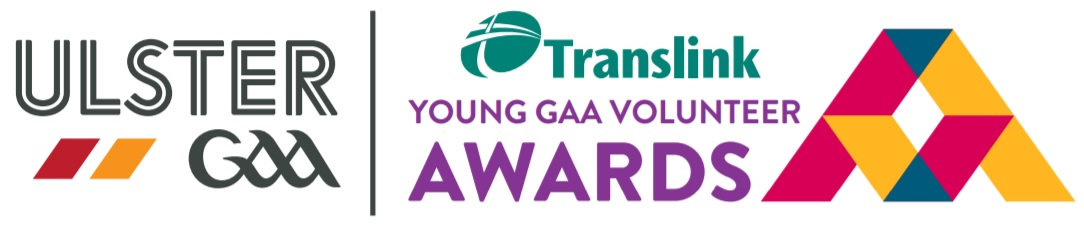 ULSTER
GAA
Translink
YOUNG GAA VOLUNTEER
AWARDS